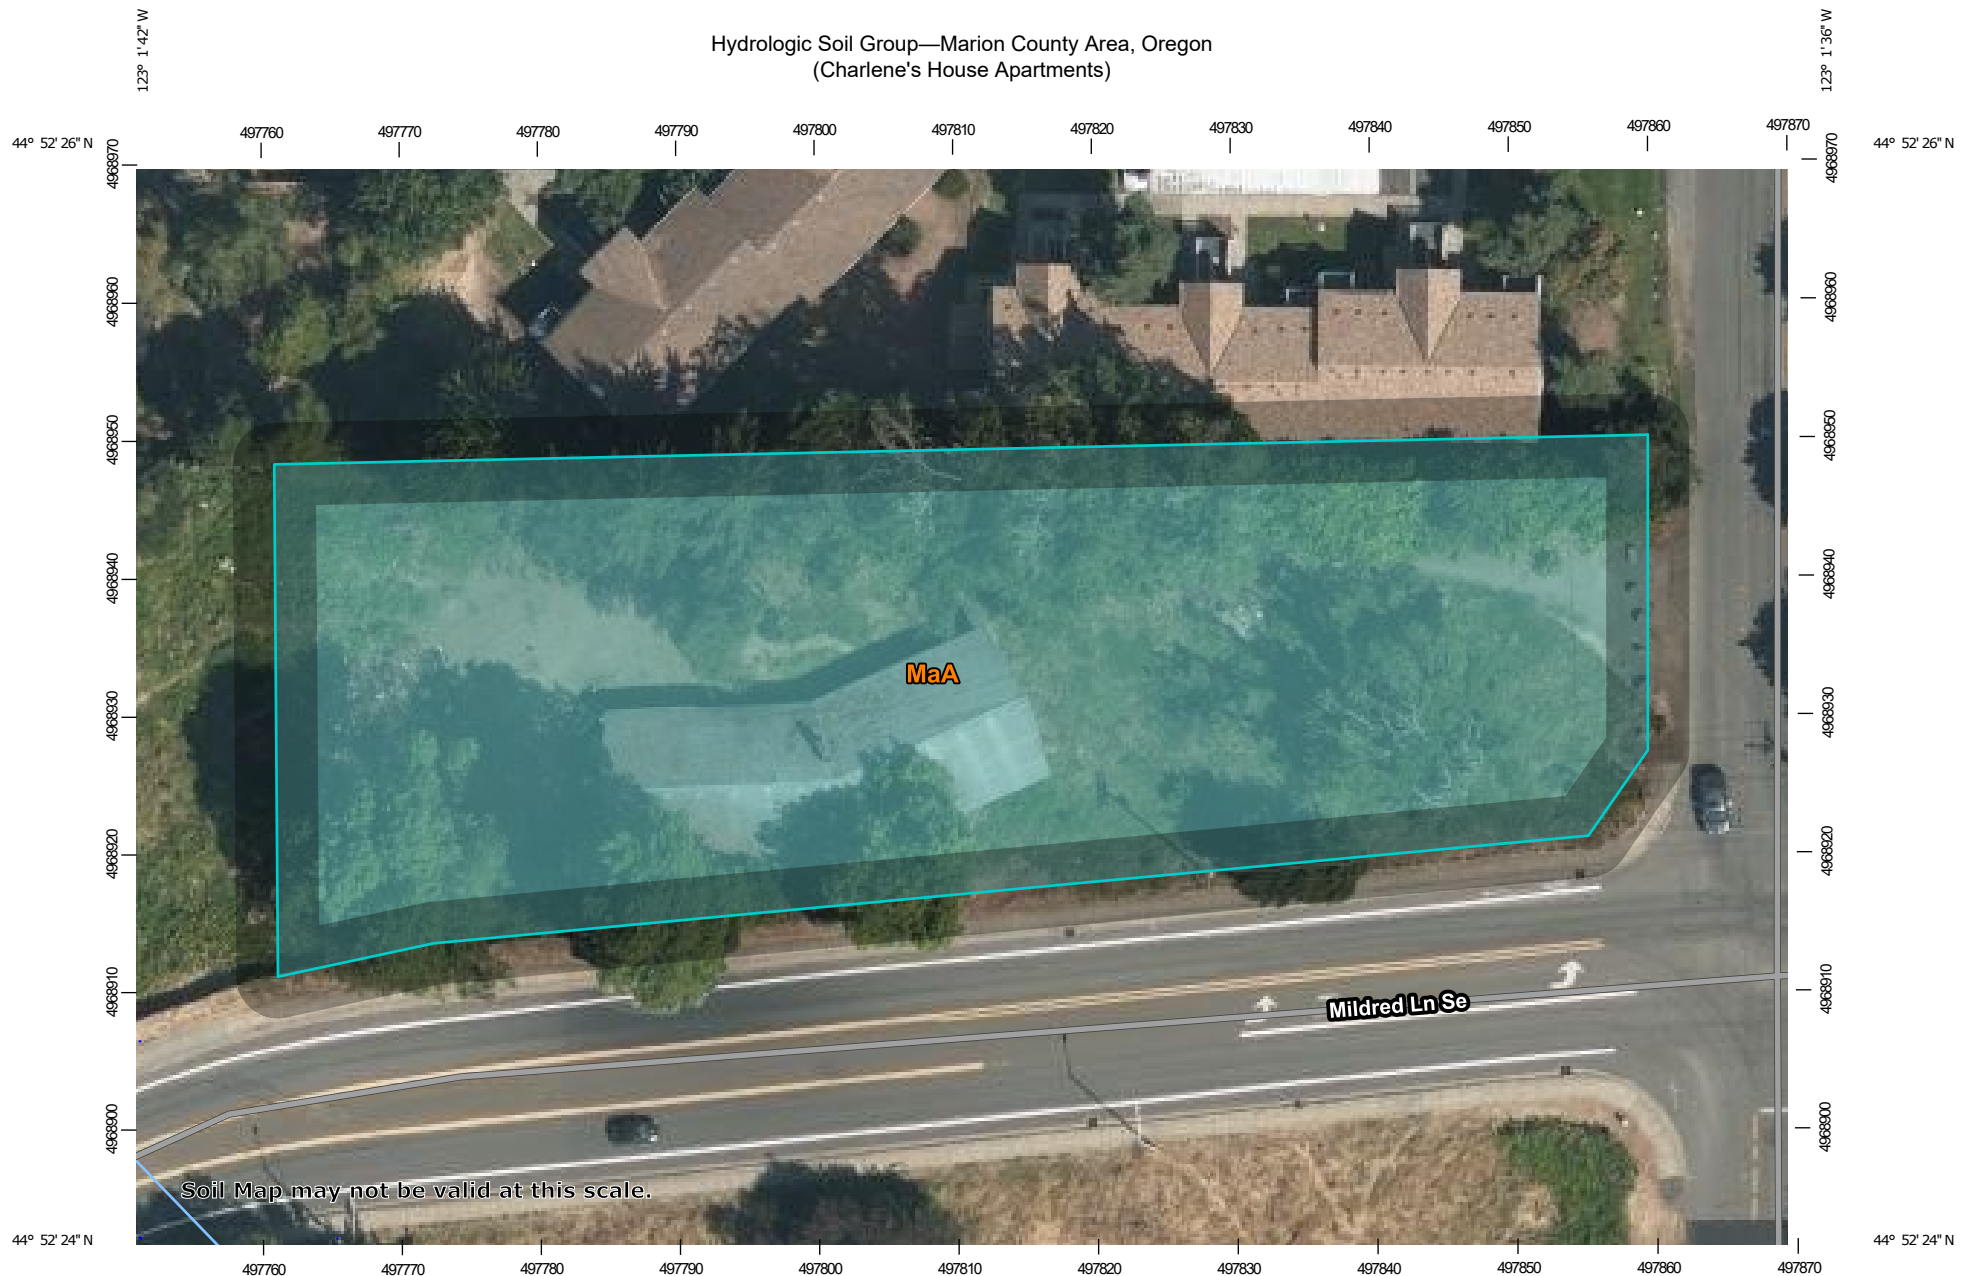 Hydrologic Soil Group—Marion County Area, Oregon
(Charlene's House Apartments)
123° 1' 42" W
123° 1' 36" W
44° 52' 26" N
44° 52' 26" N
497760 497770 497780 497790 497800 497810 497820 497830 497840 497850 497860 497870
4968970
4968970
4968960
4968960
4968950
4968950
4968940
4968940
MaA
4968930
4968930
4968920
4968920
4968910
4968910
Mildred Ln Se
4968900
4968900
Soil Map may not be valid at this scale.
44° 52' 24" N
44° 52' 24" N
497760 497770 497780 497790 497800 497810 497820 497830 497840 497850 497860 497870